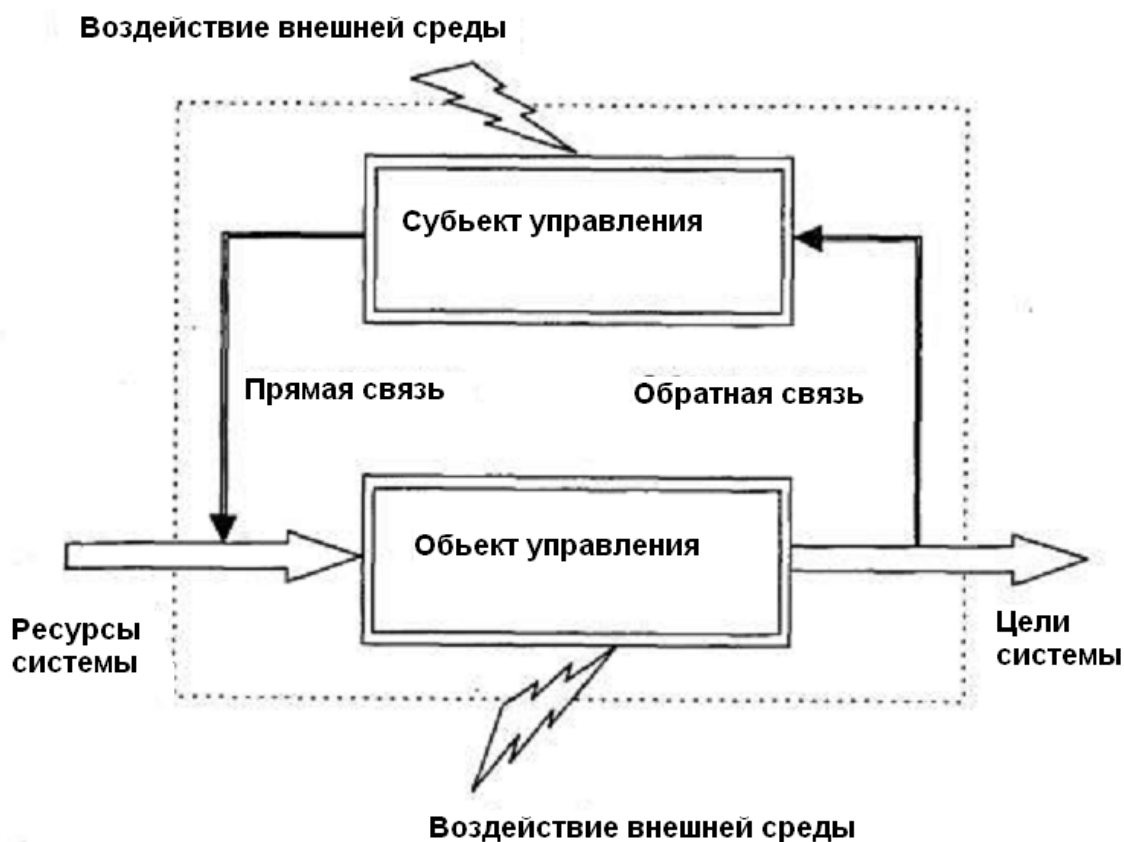 Воздействие внешней среды
Субьект управления
Прямая связь
Обратная связь
Обьект управления
Ресурсы
системы
Цели
системы
Воздействие внешней среды